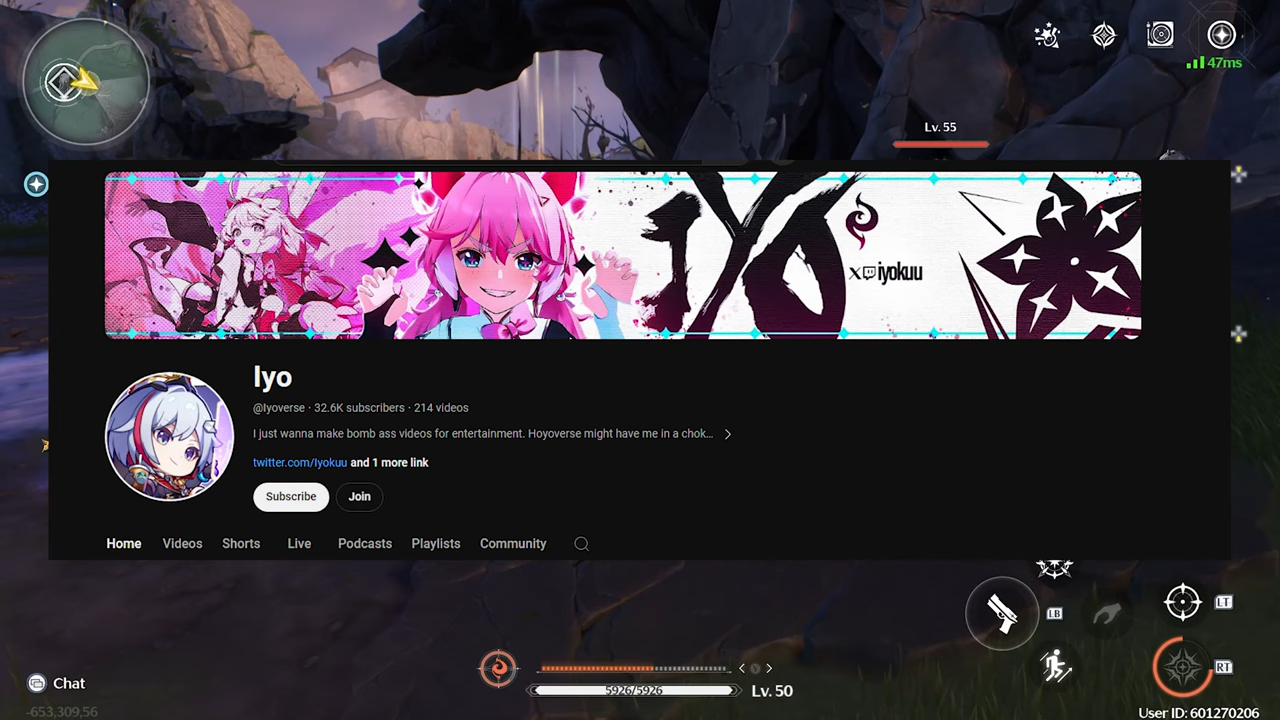 47ms
Lv. 55
IYO
X iyokuu
Iyo
@Iyoverse · 32.6K subscribers · 214 videos
I just wanna make bomb ass videos for entertainment. Hoyoverse might have me in a chok...
twitter.com/Iyokuu and 1 more link
Subscribe Join
Home Videos Shorts Live Podcasts Playlists Community
LT
LB
RT
5926/5926 Lv. 50
Chat
-653,309,56
User ID: 601270206